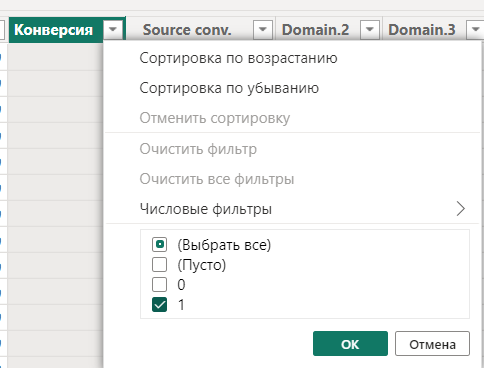 Конверсия Source conv. Domain.2 Domain.3
Сортировка по возрастанию
Сортировка по убыванию
Отменить сортировку
Очистить фильтр
Очистить все фильтры
Числовые фильтры
(Выбрать все)
(Пусто)
0
1
ОК Отмена